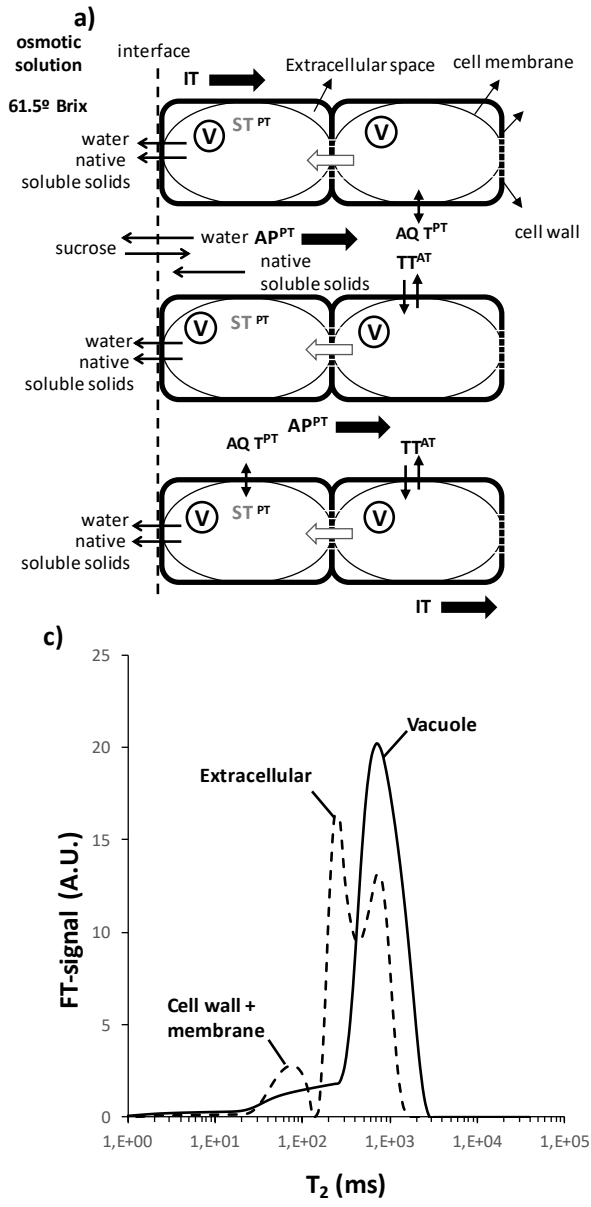 a)
osmotic
solution
61.5º Brix
interface
IT
Extracellular space
cell membrane
V
ST PT
V
water
native
soluble solids
cell wall
water
sucrose
AP PT
native
soluble solids
AQ T PT
TT AT
V
ST PT
V
water
native
soluble solids
AP PT
AQ T PT
TT AT
V
ST PT
V
water
native
soluble solids
IT
c)
25
20
15
10
5
0
FT-signal (A.U.)
Vacuole
Extracellular
Cell wall +
membrane
1,E+00
1,E+01
1,E+02
1,E+03
1,E+04
1,E+05
T2 (ms)